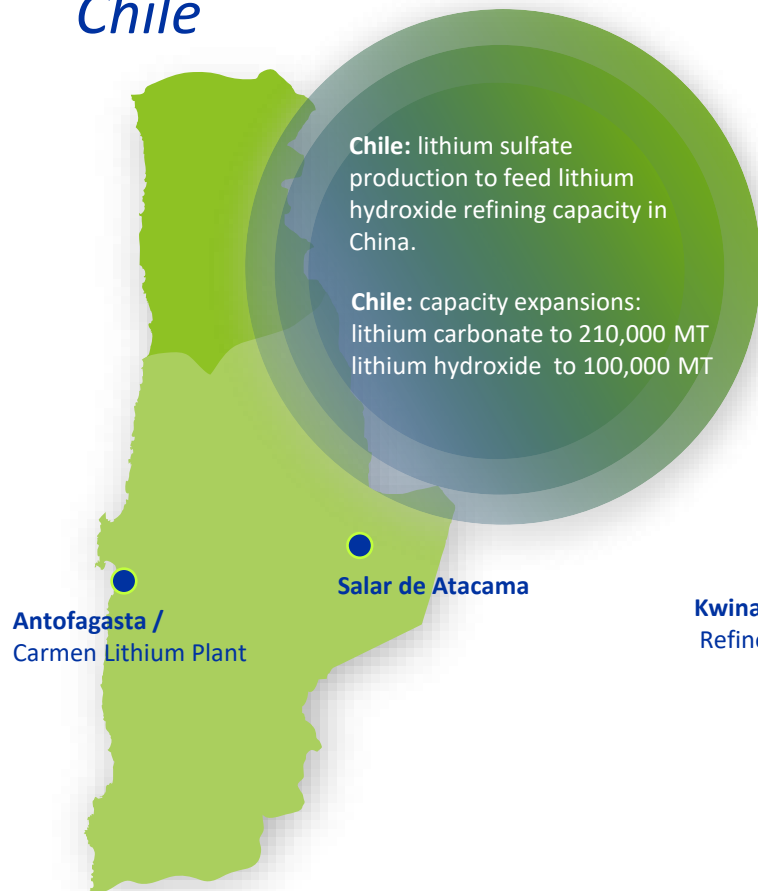 Chile
Chile: lithium sulfate
production to feed lithium
hydroxide refining capacity in
China.
Chile: capacity expansions:
lithium carbonate to 210,000 MT
lithium hydroxide to 100,000 MT
Salar de Atacama
Antofagasta /
Carmen Lithium Plant